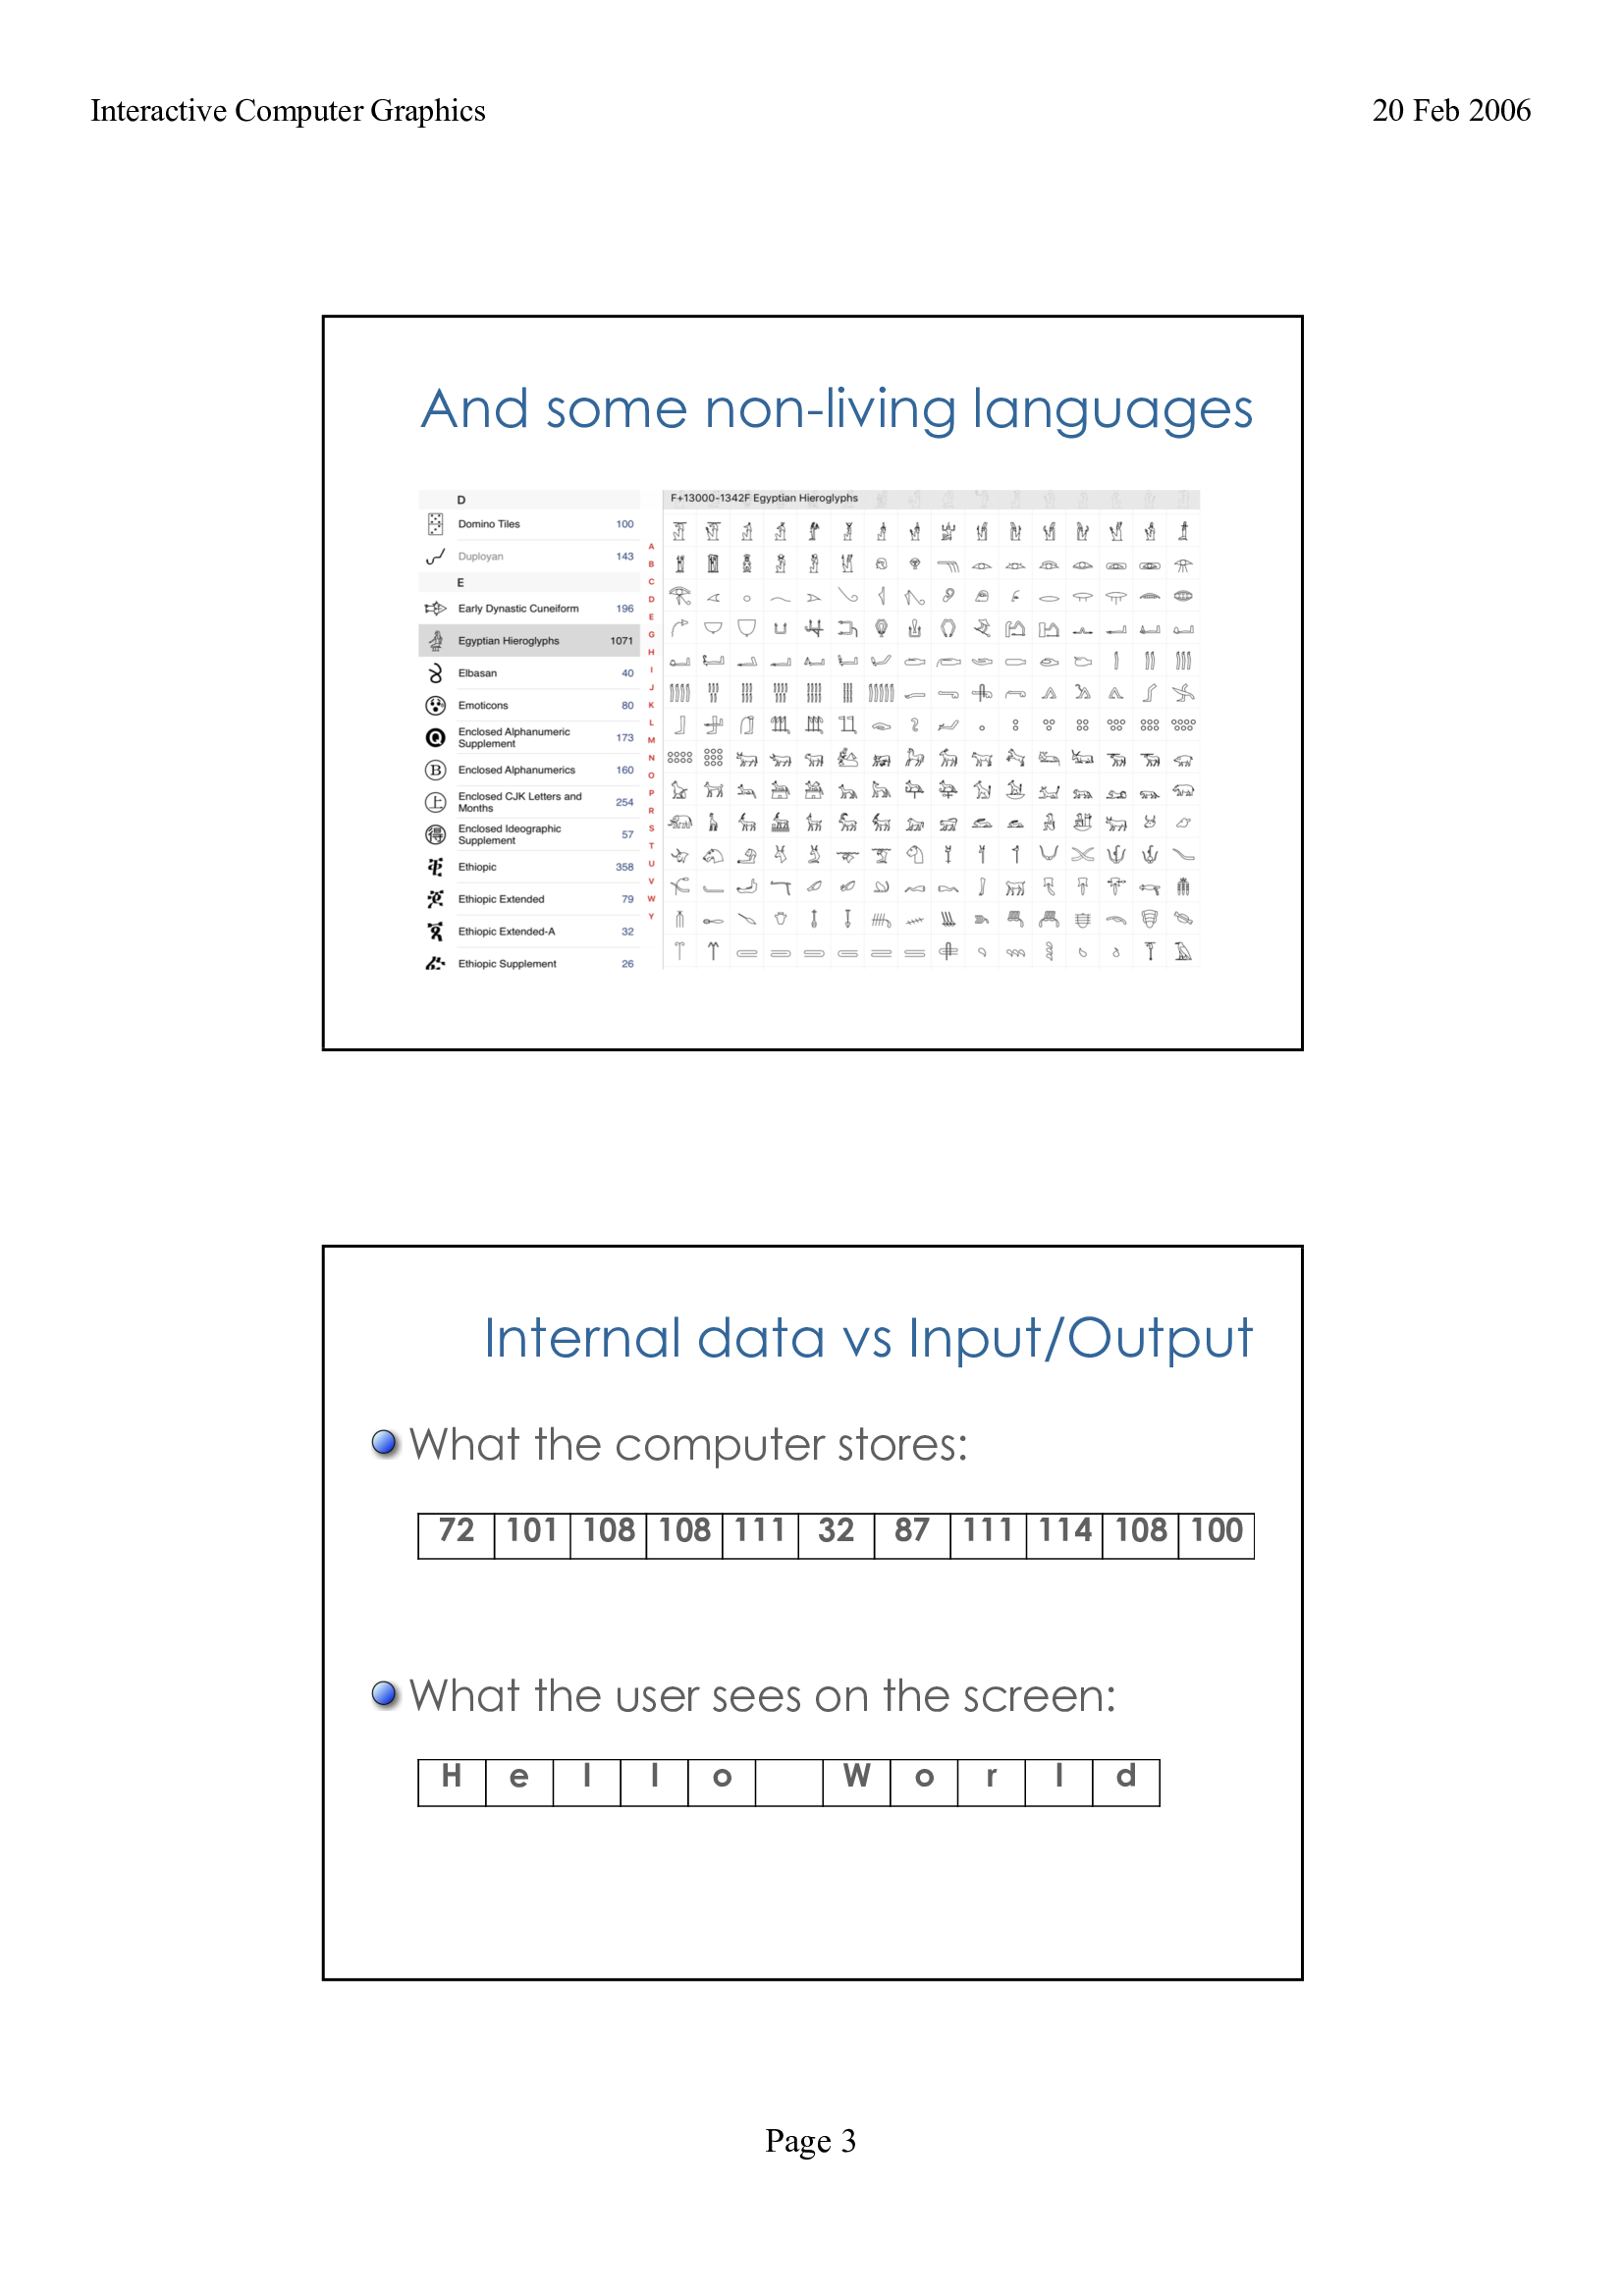 Interactive Computer Graphics 20 Feb 2006
And some non-living languages
D
Domino Tiles 100
Duployan 143
E
Early Dynastic Cuneiform 196
Egyptian Hieroglyphs 1071
Elbasan 40
Emoticons 80
Enclosed Alphanumeric
Supplement 173
Enclosed Alphanumerics 160
Enclosed CJK Letters and
Months 254
Enclosed Ideographic
Supplement 57
Ethiopic 358
Ethiopic Extended 79
Ethiopic Extended-A 32
Ethiopic Supplement 26
A
B
C
D
E
G
H
I
J
K
L
M
N
O
P
R
S
T
U
V
W
Y
F+13000-1342F Egyptian Hieroglyphs
Internal data vs Input/Output
What the computer stores:
72 101 108 108 111 32 87 111 114 108 100
What the user sees on the screen:
H e l l o W o r l d
Page 3